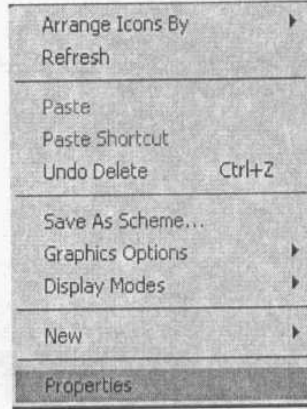 Arrange Icons By
Refresh
Paste
Paste Shortcut
Undo Delete Ctrl+Z
Save As Scheme...
Graphics Options
Display Modes
New
Properties